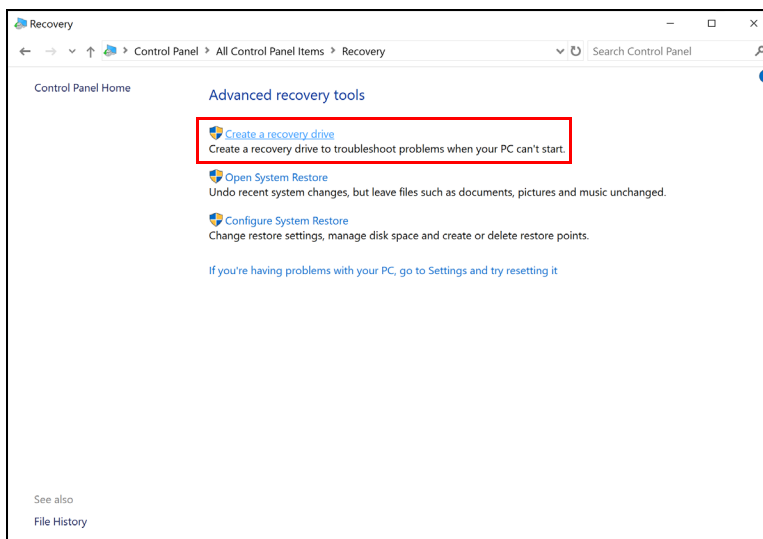 Recovery
Control Panel > All Control Panel Items > Recovery
Search Control Panel
Control Panel Home
Advanced recovery tools
Create a recovery drive
Create a recovery drive to troubleshoot problems when your PC can't start.
Open System Restore
Undo recent system changes, but leave files such as documents, pictures and music unchanged.
Configure System Restore
Change restore settings, manage disk space and create or delete restore points.
If you're having problems with your PC, go to Settings and try resetting it
See also
File History